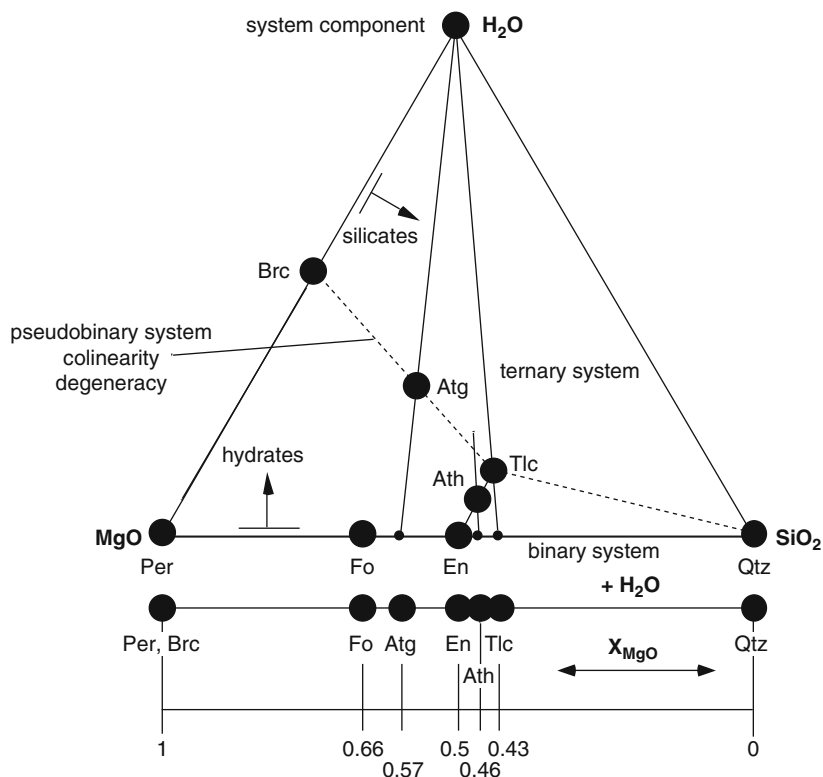 system component H₂O
silicates
Brc
pseudobinary system
colinearity
degeneracy
Atg
ternary system
hydrates
Tlc
Ath
MgO
SiO₂
binary system
Per Fo En Qtz
+ H₂O
Per, Brc Fo Atg En Tlc Qtz
Ath
X_MgO
1 0.66 0.5 0.43 0
0.57 0.46